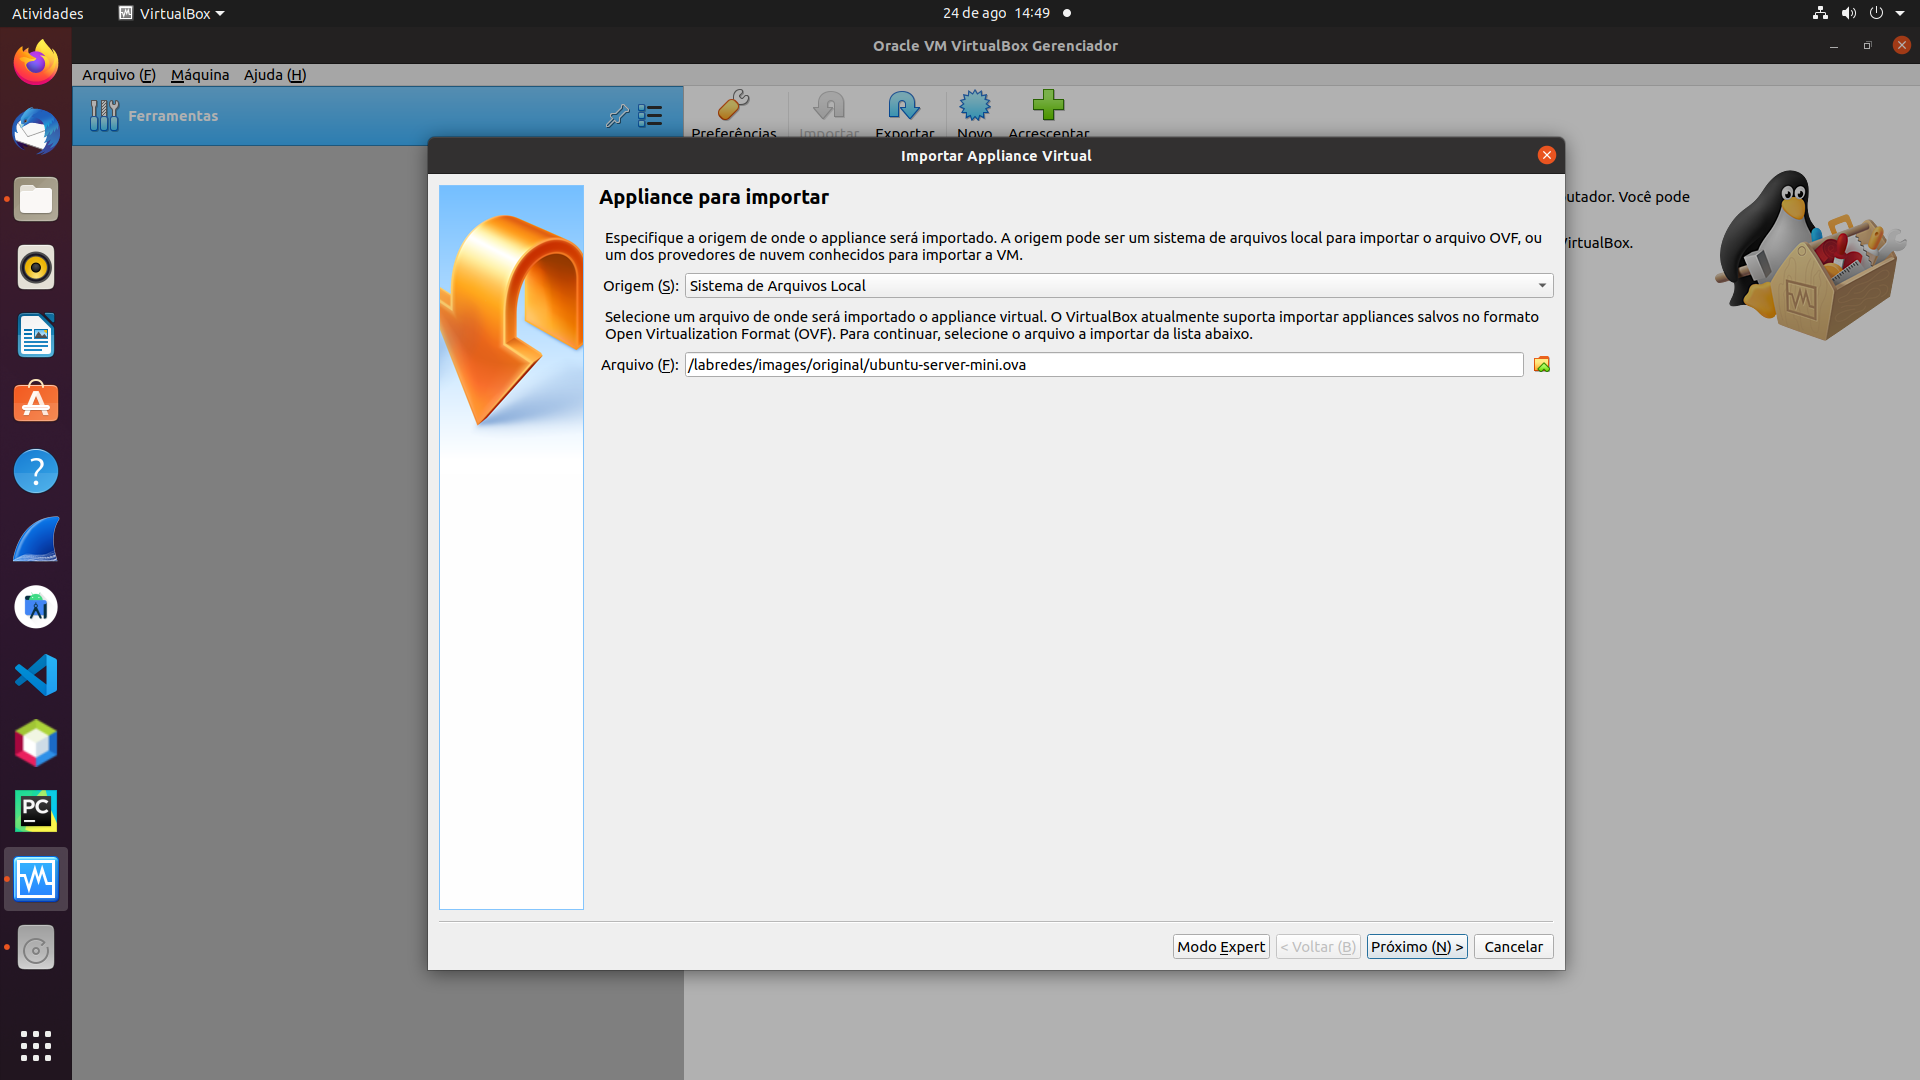 Atividades
VirtualBox
24 de ago 14:49
Oracle VM VirtualBox Gerenciador
Arquivo (F) Máquina Ajuda (H)
Ferramentas
Preferências Importar Exportar Novo Acrescentar
Importar Appliance Virtual
Appliance para importar
Especifique a origem de onde o appliance será importado. A origem pode ser um sistema de arquivos local para importar o arquivo OVF, ou
um dos provedores de nuvem conhecidos para importar a VM.
Origem (S): Sistema de Arquivos Local
Selecione um arquivo de onde será importado o appliance virtual. O VirtualBox atualmente suporta importar appliances salvos no formato
Open Virtualization Format (OVF). Para continuar, selecione o arquivo a importar da lista abaixo.
Arquivo (F): /labredes/images/original/ubuntu-server-mini.ova
utador. Você pode
VirtualBox.
PC
Modo Expert < Voltar (B) Próximo (N) > Cancelar